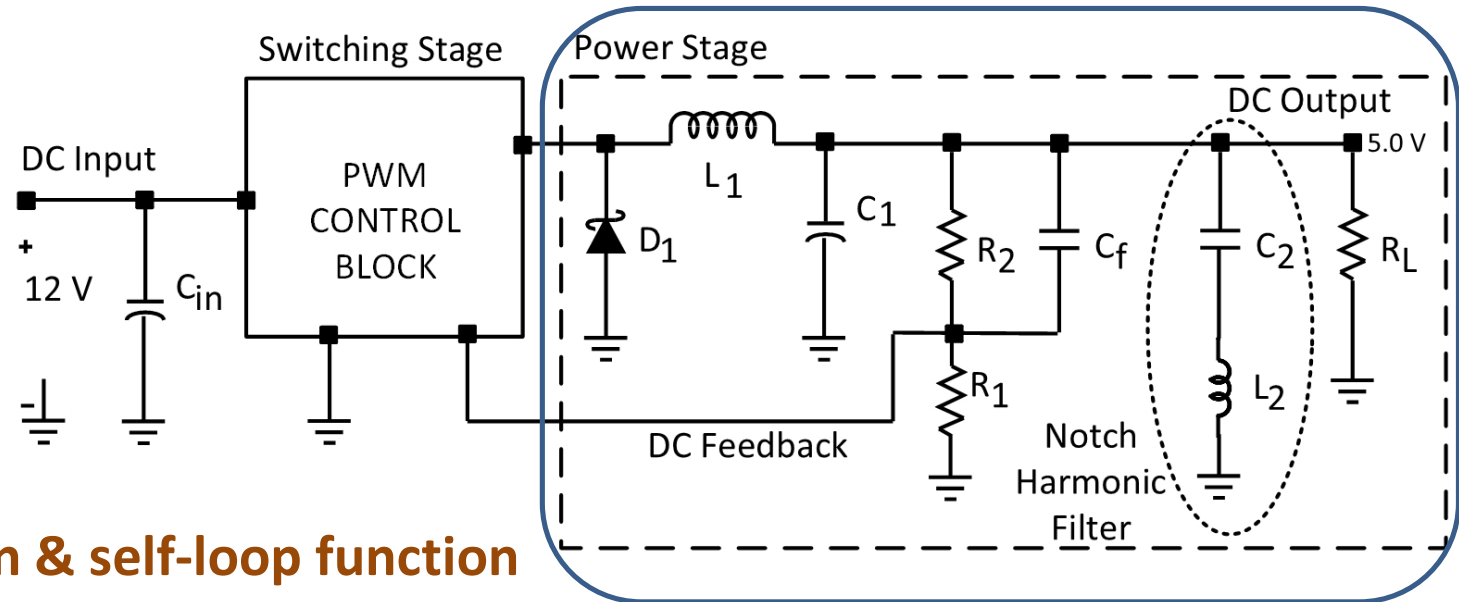 Switching Stage
Power Stage
DC Output
5.0 V
DC Input
PWM
CONTROL
BLOCK
L1
C1
D1
R2
Cf
C2
RL
+
12 V
Cin
R1
L2
-
DC Feedback
Notch
Harmonic
Filter
n & self-loop function